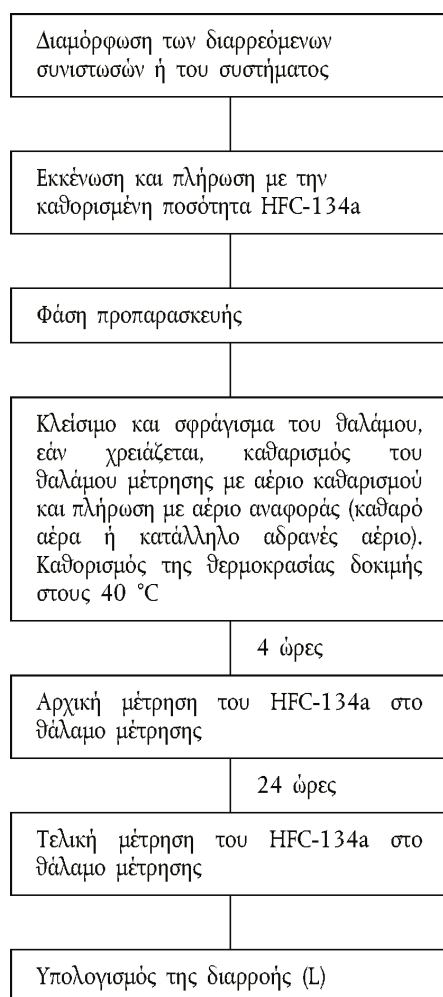 Διαμόρφωση των διαρρεόμενων
συνιστωσών ή του συστήματος
Εκκένωση και πλήρωση με την
καθορισμένη ποσότητα HFC-134a
Φάση προπαρασκευής
Κλείσιμο και σφράγισμα του θαλάμου,
εάν χρειάζεται, καθαρισμός του
θαλάμου μέτρησης με αέριο καθαρισμού
και πλήρωση με αέριο αναφοράς (καθαρό
αέρα ή κατάλληλο αδρανές αέριο).
Καθορισμός της θερμοκρασίας δοκιμής
στους 40 °C
4 ώρες
Αρχική μέτρηση του HFC-134a στο
θάλαμο μέτρησης
24 ώρες
Τελική μέτρηση του HFC-134a στο
θάλαμο μέτρησης
Υπολογισμός της διαρροής (L)